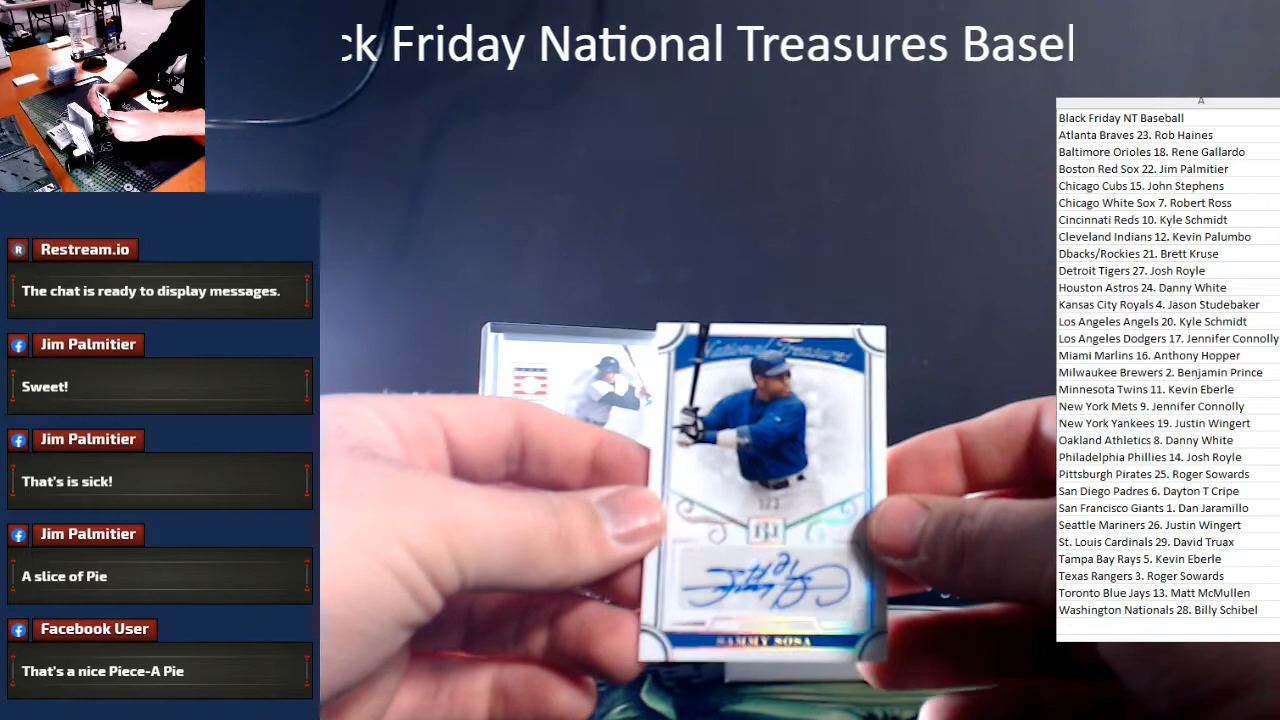 ck Friday National Treasures Basel
A
Black Friday NT Baseball
Atlanta Braves 23. Rob Haines
Baltimore Orioles 18. Rene Gallardo
Boston Red Sox 22. Jim Palmitier
Chicago Cubs 15. John Stephens
Chicago White Sox 7. Robert Ross
Cincinnati Reds 10. Kyle Schmidt
Cleveland Indians 12. Kevin Palumbo
Dbacks/Rockies 21. Brett Kruse
Detroit Tigers 27. Josh Royle
Houston Astros 24. Danny White
Kansas City Royals 4. Jason Studebaker
Los Angeles Angels 20. Kyle Schmidt
Los Angeles Dodgers 17. Jennifer Connolly
Miami Marlins 16. Anthony Hopper
Milwaukee Brewers 2. Benjamin Prince
Minnesota Twins 11. Kevin Eberle
New York Mets 9. Jennifer Connolly
New York Yankees 19. Justin Wingert
Oakland Athletics 8. Danny White
Philadelphia Phillies 14. Josh Royle
Pittsburgh Pirates 25. Roger Sowards
San Diego Padres 6. Dayton T Cripe
San Francisco Giants 1. Dan Jaramillo
Seattle Mariners 26. Justin Wingert
St. Louis Cardinals 29. David Truax
Tampa Bay Rays 5. Kevin Eberle
Texas Rangers 3. Roger Sowards
Toronto Blue Jays 13. Matt McMullen
Washington Nationals 28. Billy Schibel
R Restream.io
The chat is ready to display messages.
Jim Palmitier
Sweet!
Jim Palmitier
That's is sick!
Jim Palmitier
A slice of Pie
Facebook User
That's a nice Piece-A Pie
National Treasures
SAMMY SOSA